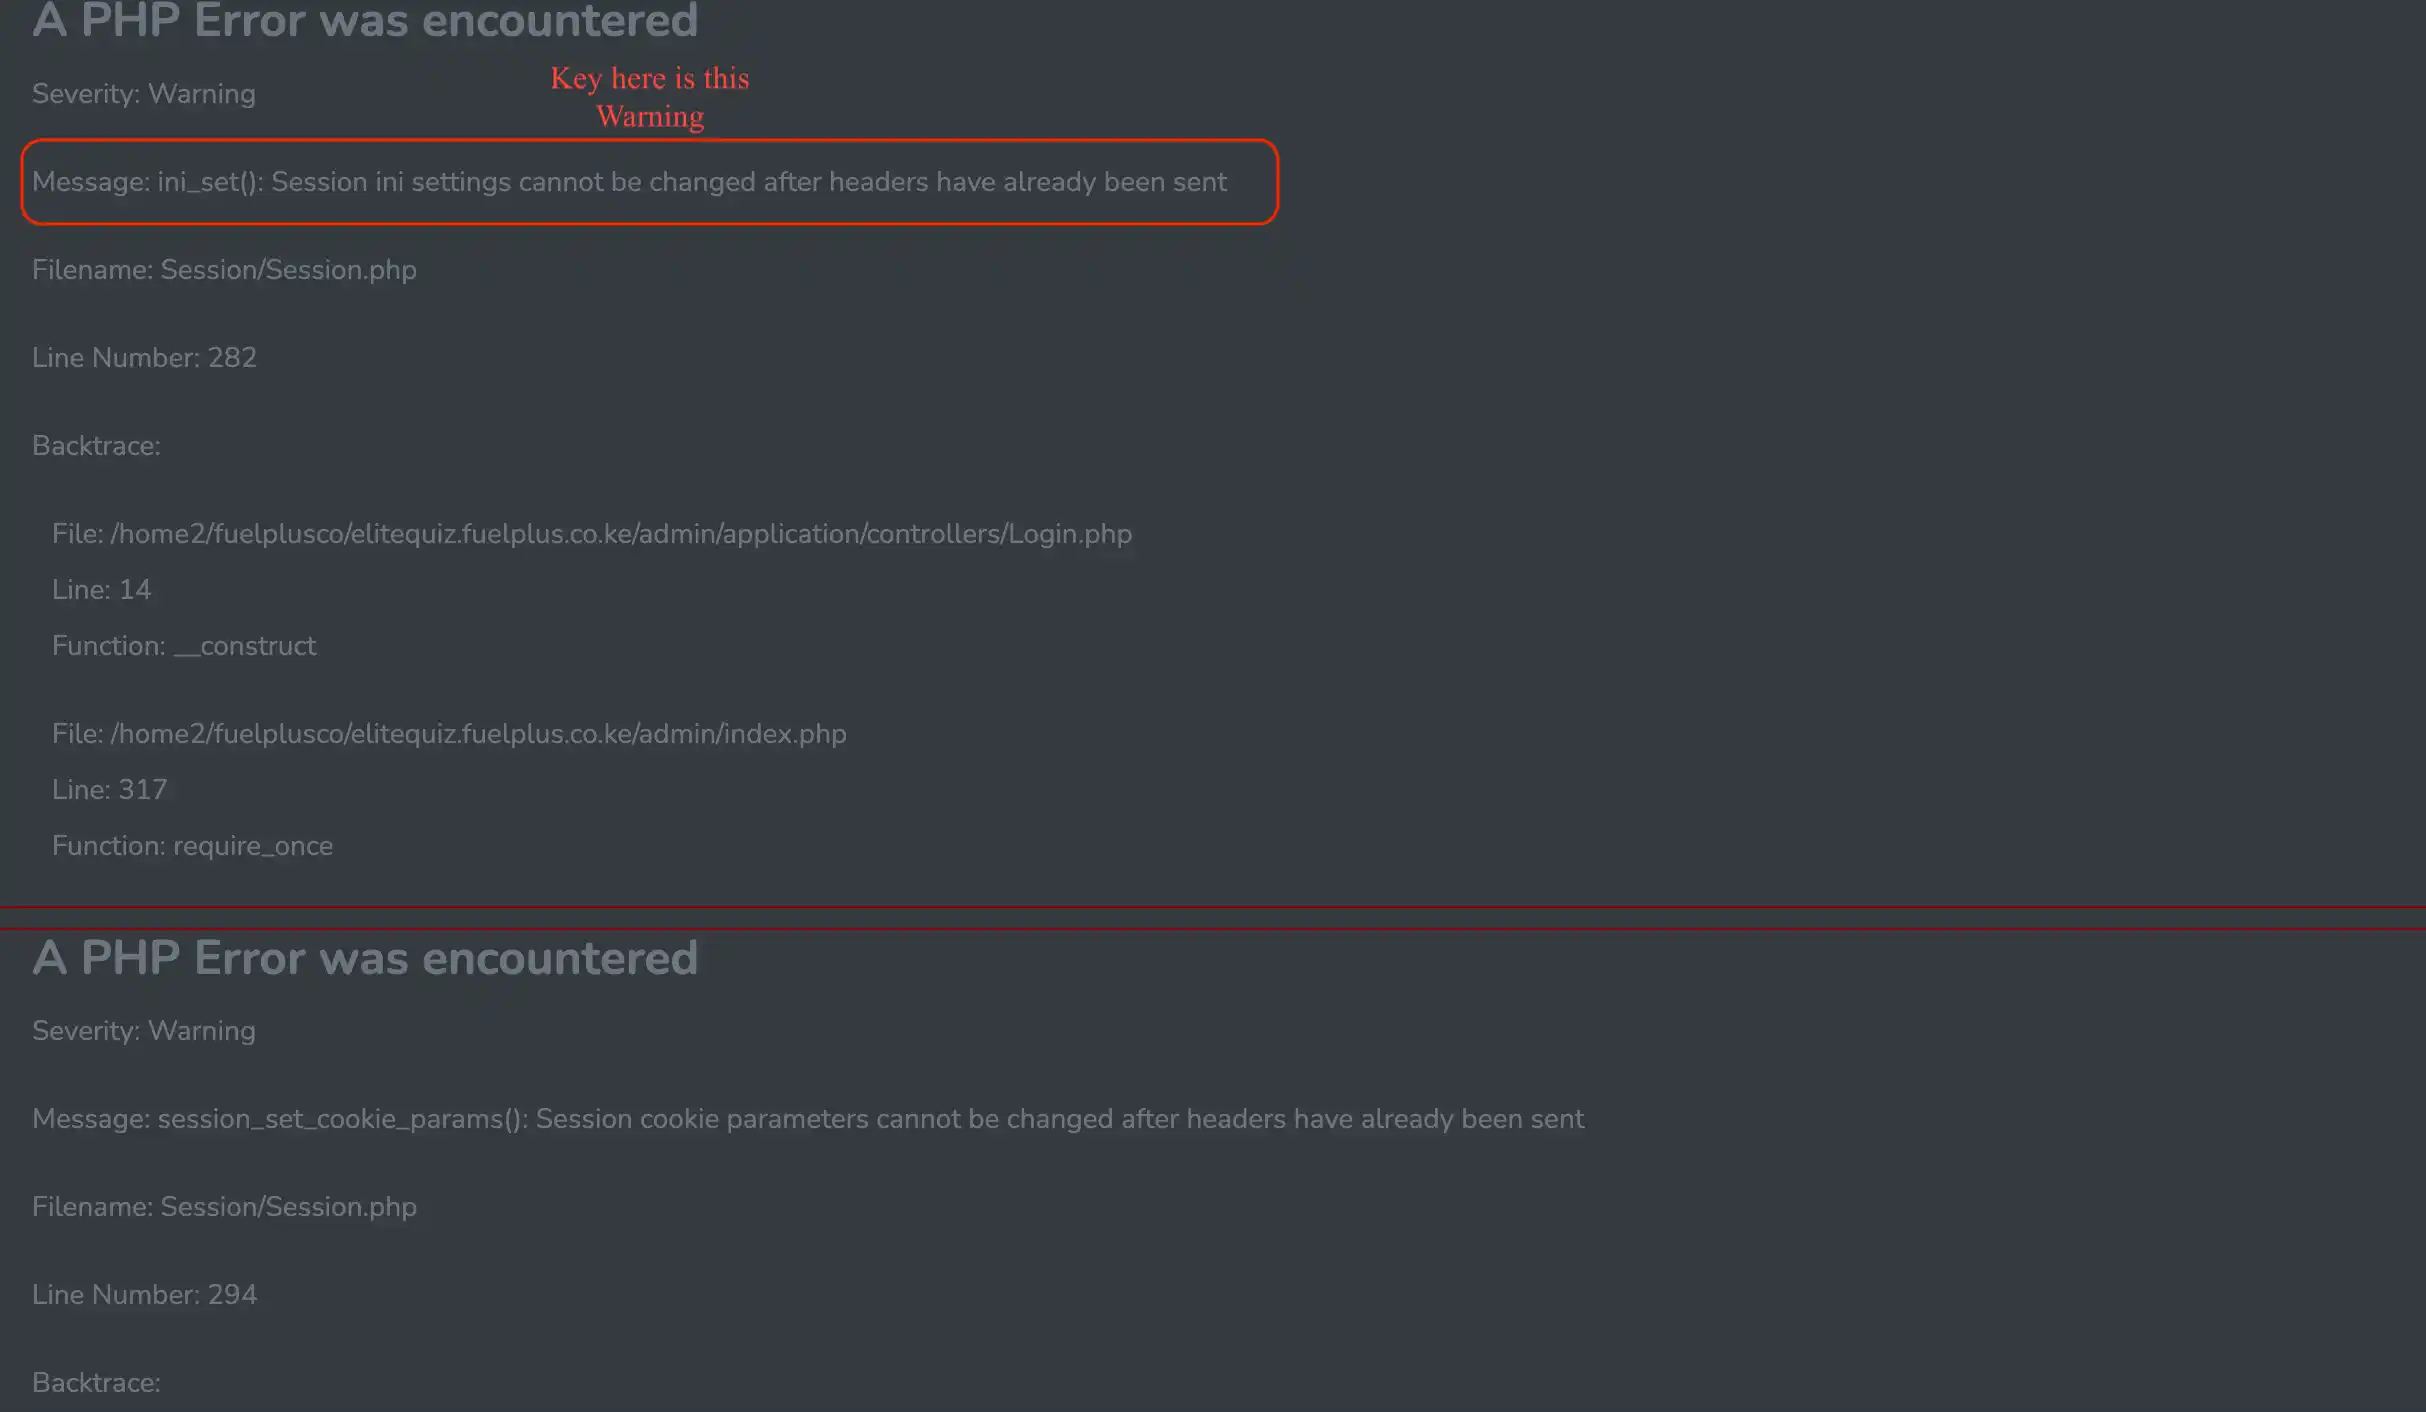 A PHP Error was encountered
Severity: Warning
Key here is this
Warning
Message: ini_set(): Session ini settings cannot be changed after headers have already been sent
Filename: Session/Session.php
Line Number: 282
Backtrace:
File: /home2/fuelplusco/elitequiz.fuelplus.co.ke/admin/application/controllers/Login.php
Line: 14
Function: __construct
File: /home2/fuelplusco/elitequiz.fuelplus.co.ke/admin/index.php
Line: 317
Function: require_once
A PHP Error was encountered
Severity: Warning
Message: session_set_cookie_params(): Session cookie parameters cannot be changed after headers have already been sent
Filename: Session/Session.php
Line Number: 294
Backtrace: